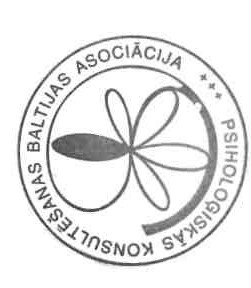 PSIHOLOĢISKĀS KONSULTĒŠANAS BALTIJAS ASOCIĀCIJA +++